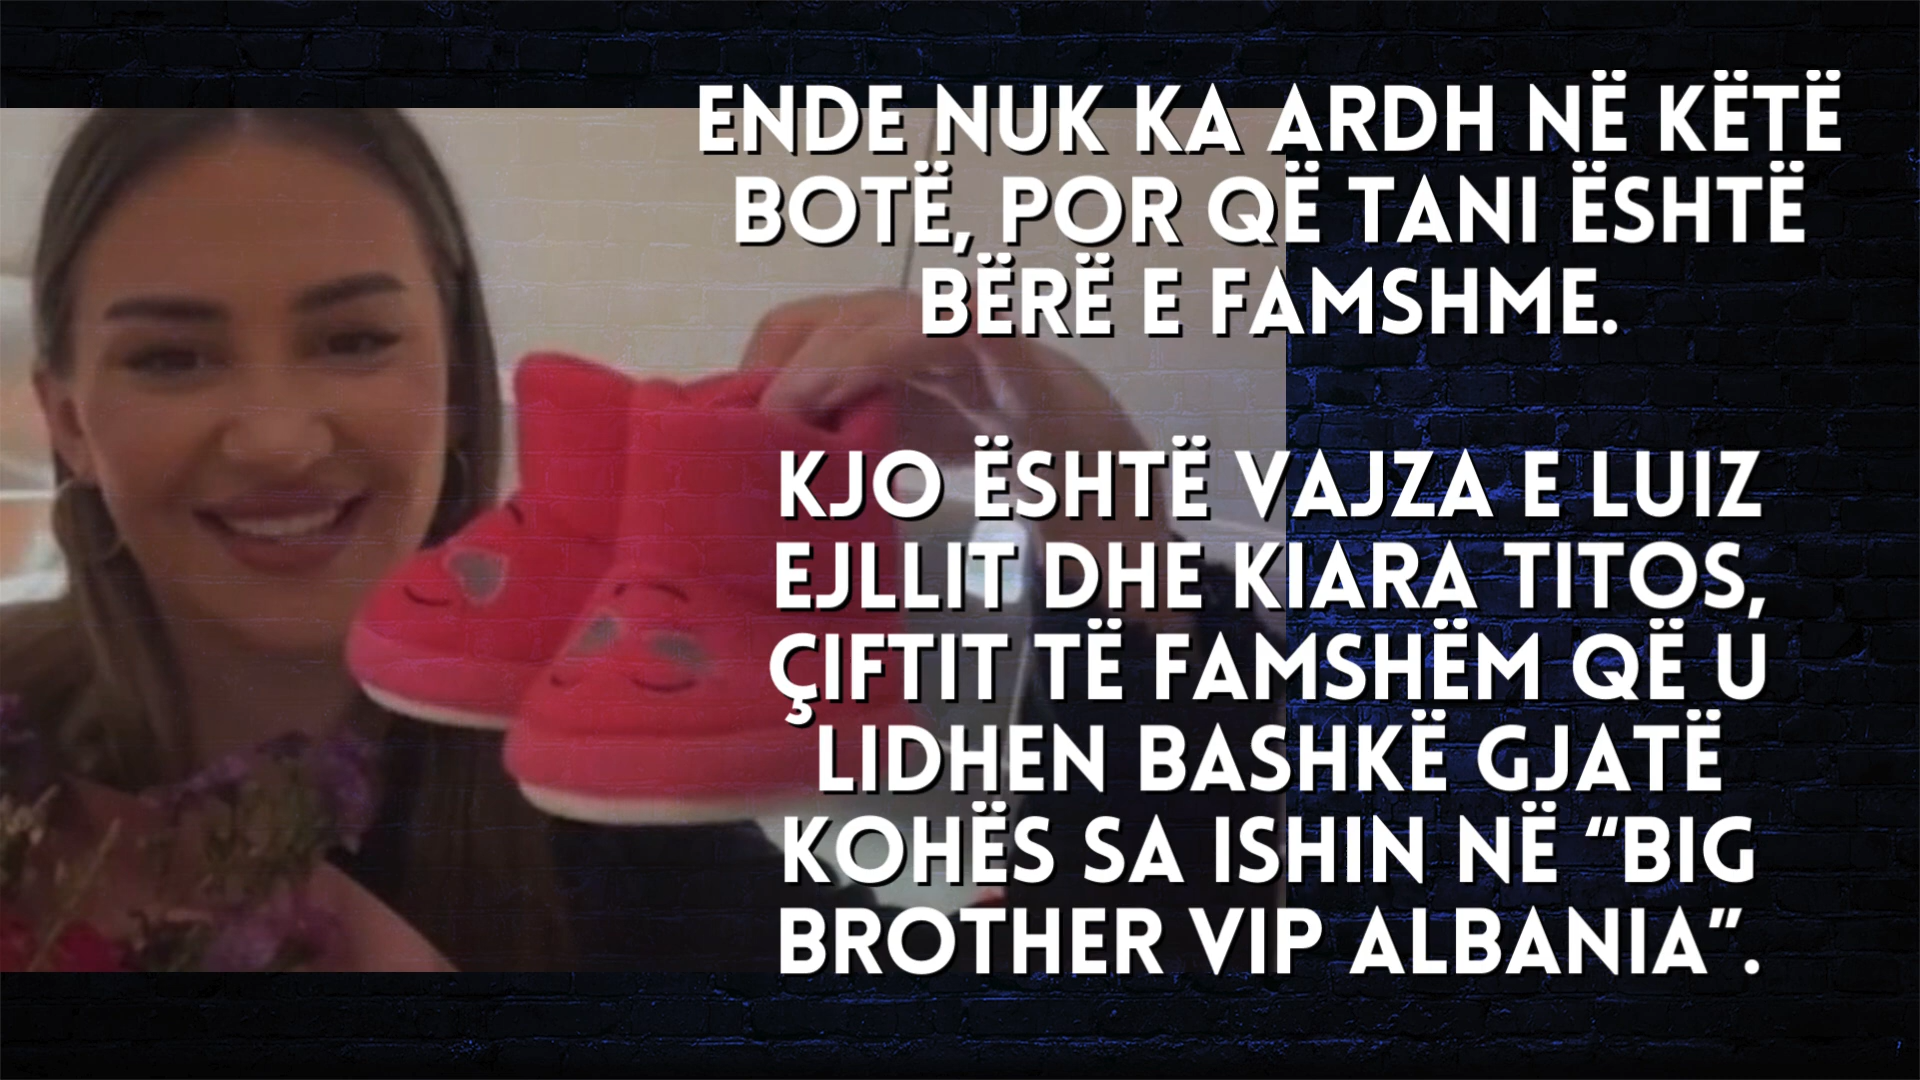 ENDE NUK KA ARDH NË KËTË
BOTË, POR QË TANI ËSHTË
BËRË E FAMSHME.
KJO ËSHTË VAJZA E LUIZ
EJLLIT DHE KIARA TITOS,
ÇIFTIT TË FAMSHËM QË U
LIDHEN BASHKË GJATË
KOHËS SA ISHIN NË “BIG
BROTHER VIP ALBANIA”.